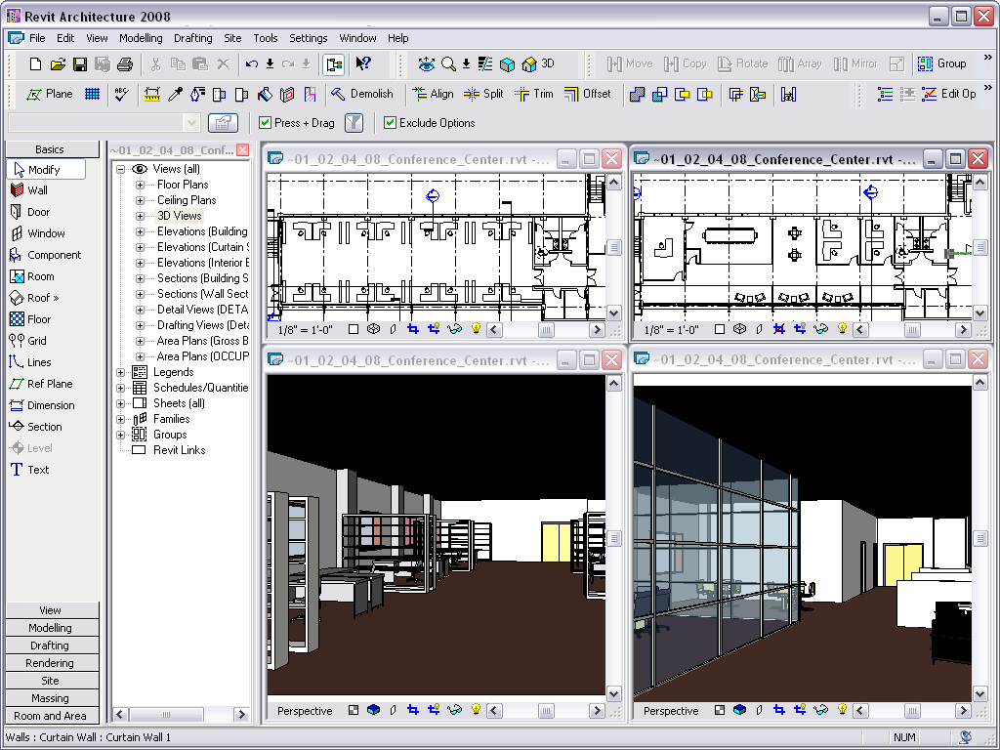 Revit Architecture 2008
File Edit View Modelling Drafting Site Tools Settings Window Help
3D Move Copy Rotate Array Mirror Group »
Plane Demolish Align Split Trim Offset Edit Op »
Press + Drag Exclude Options
Basics
Modify
Wall
Door
Window
Component
Room
Roof »
Floor
Grid
Lines
Ref Plane
Dimension
Section
Level
Text
View
Modelling
Drafting
Rendering
Site
Massing
Room and Area
~01_02_04_08_Conf...
Views (all)
Floor Plans
Ceiling Plans
3D Views
Elevations (Building
Elevations (Curtain S
Elevations (Interior E
Sections (Building S
Sections (Wall Sect
Detail Views (DETA
Drafting Views (Deta
Area Plans (Gross B
Area Plans (OCCUP
Legends
Schedules/Quantitie
Sheets (all)
Families
Groups
Revit Links
~01_02_04_08_Conference_Center.rvt -...
1/8" = 1'-0"
~01_02_04_08_Conference_Center.rvt -...
1/8" = 1'-0"
~01_02_04_08_Conference_Center.rvt -...
Perspective
~01_02_04_08_Conference_Center.rvt -...
Perspective
Walls : Curtain Wall : Curtain Wall 1
NUM